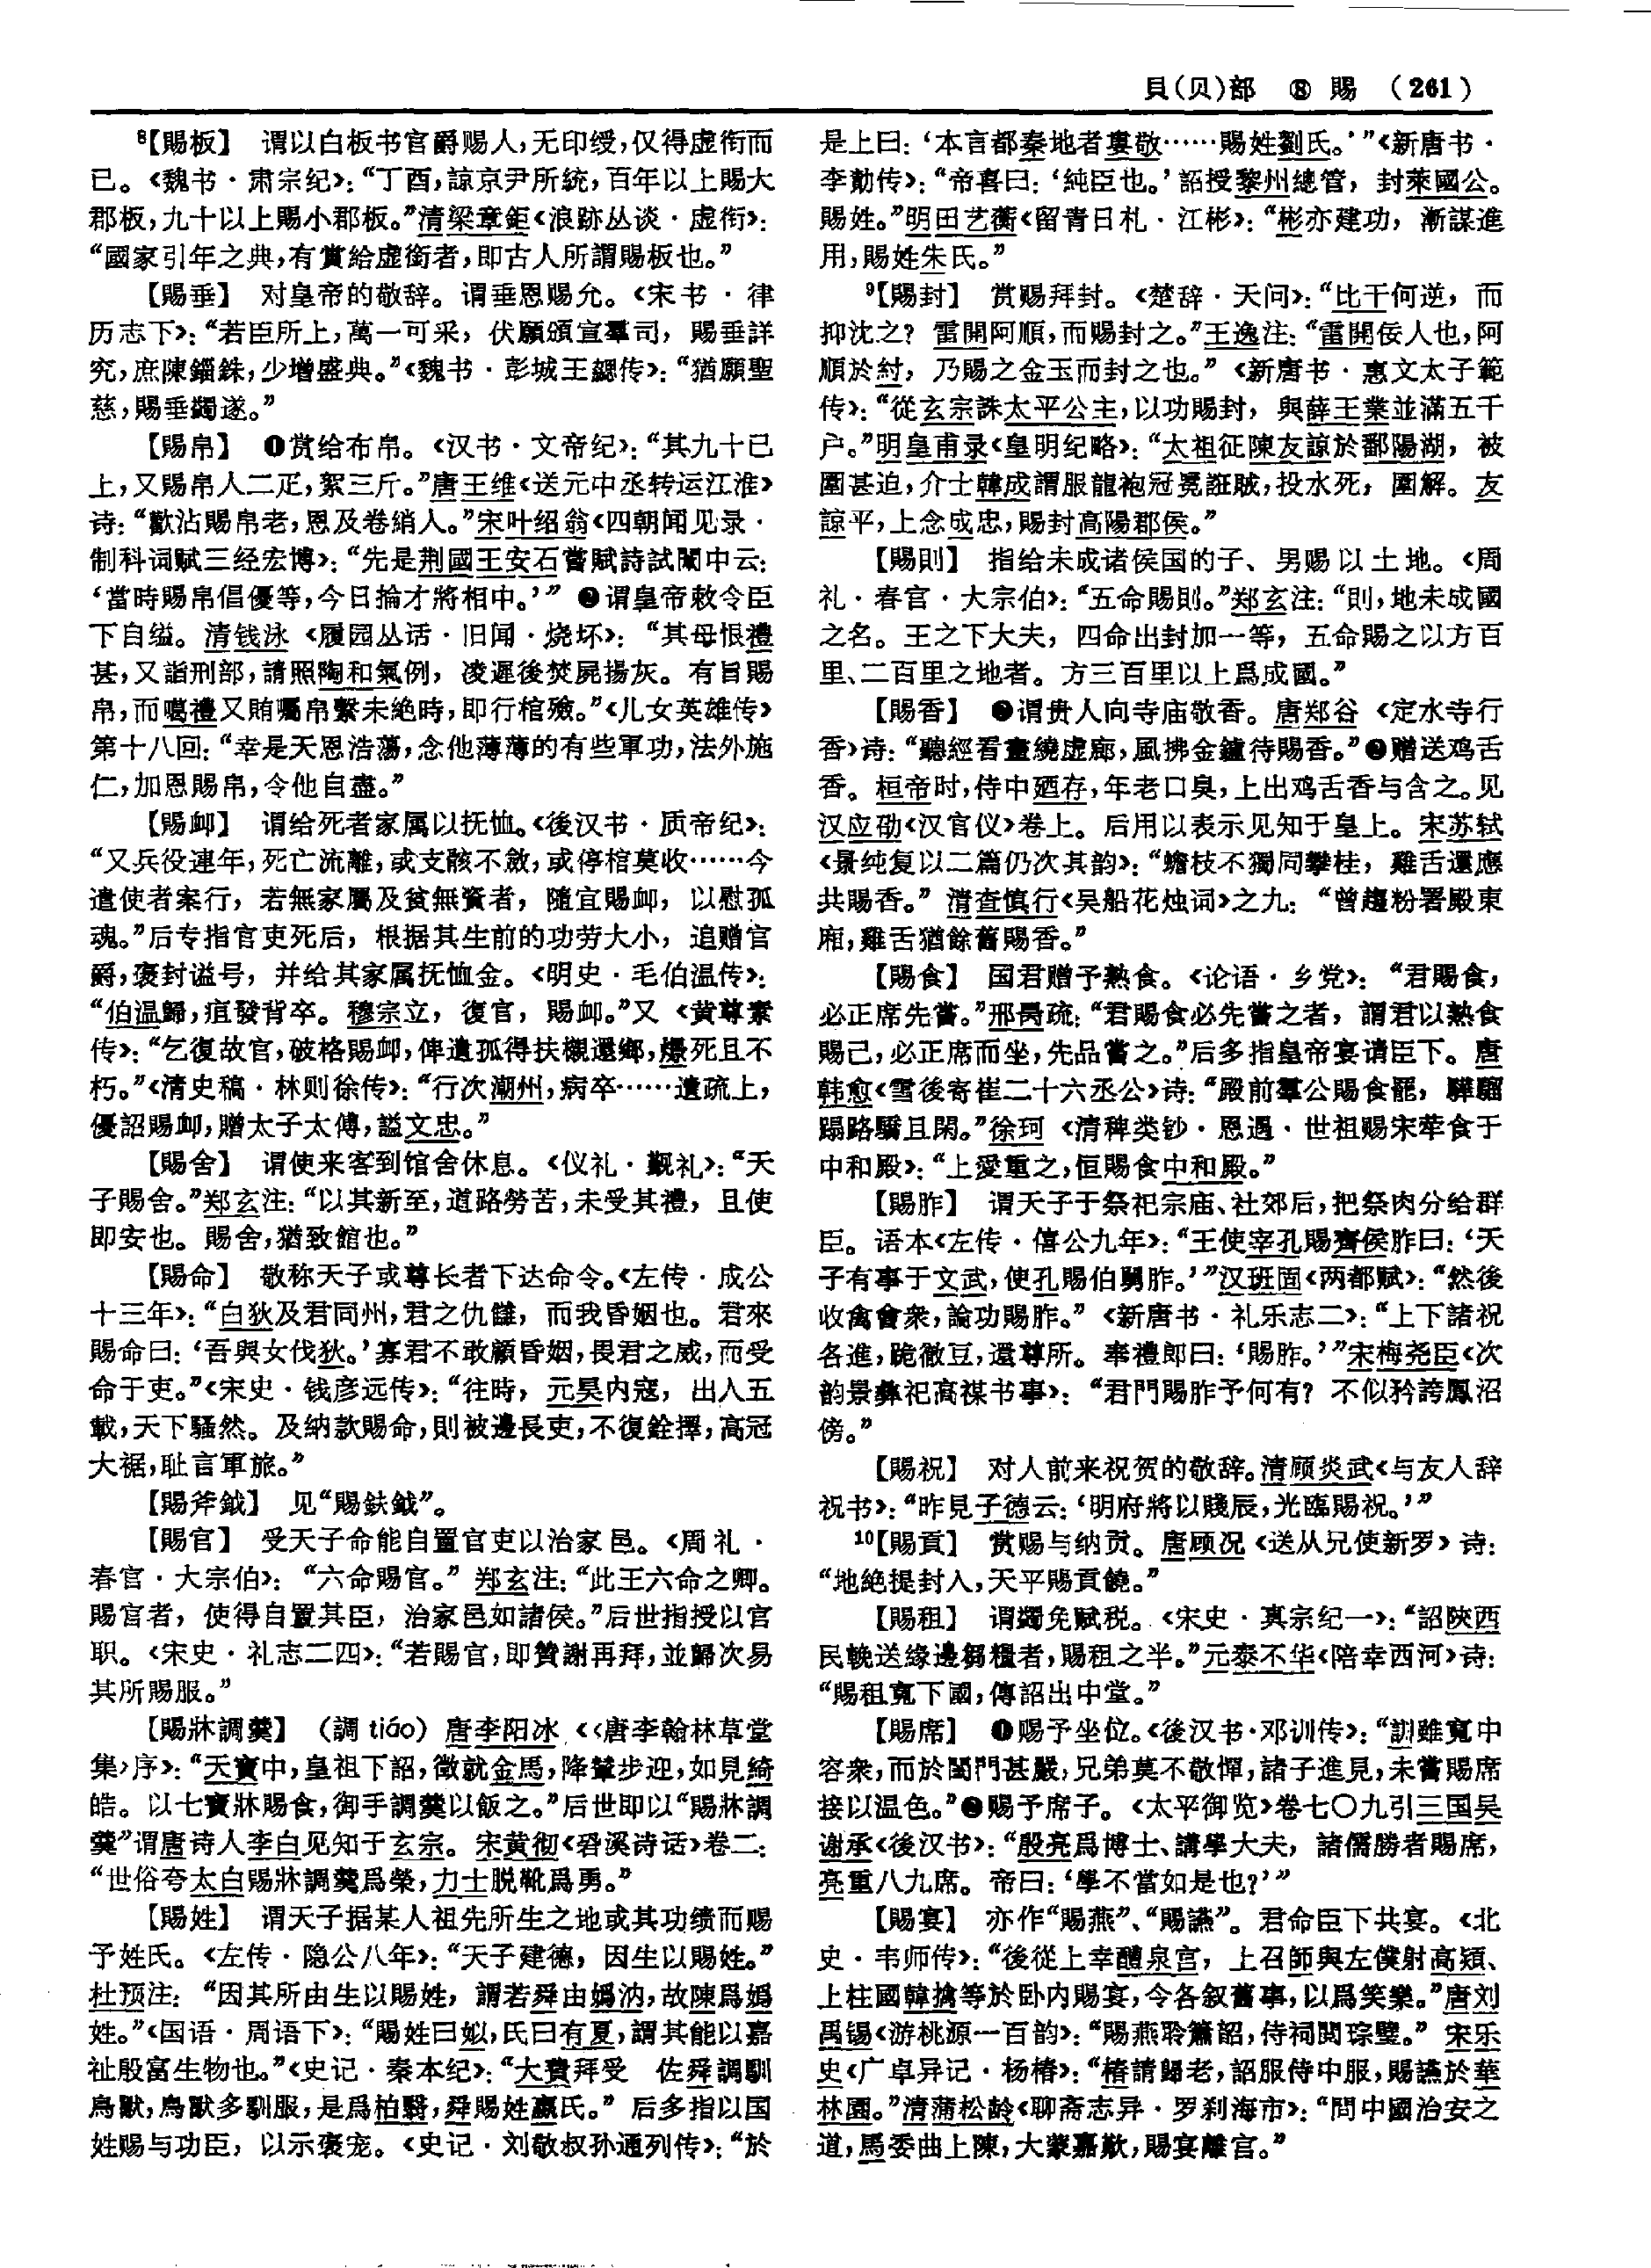 貝(贝)部　⑧　賜　(261)
⁸【賜板】　谓以白板书官爵赐人,无印绶,仅得虚衔而
已。《魏书·肃宗纪》:“丁酉,諒京尹所統,百年以上賜大
郡板,九十以上賜小郡板。”清梁章鉅《浪跡丛谈·虚衔》:
“國家引年之典,有賞給虚銜者,即古人所謂賜板也。”
【賜垂】　对皇帝的敬辞。谓垂恩赐允。《宋书·律
历志下》:“若臣所上,萬一可采,伏願頒宣羣司,賜垂詳
究,庶陳錙銖,少增盛典。”《魏书·彭城王勰传》:“猶願聖
慈,賜垂蠲遂。”
【賜帛】　❶赏给布帛。《汉书·文帝纪》:“其九十已
上,又賜帛人二疋,絮三斤。”唐王维《送元中丞转运江淮》
诗:“歡沾賜帛老,恩及卷綃人。”宋叶绍翁《四朝闻见录·
制科词赋三经宏博》:“先是荆國王安石嘗賦詩試闈中云:
‘當時賜帛倡優等,今日掄才將相中。’”❷谓皇帝敕令臣
下自缢。清钱泳《履园丛话·旧闻·烧坏》:“其母恨禮
甚,又詣刑部,請照陶和氣例,凌遲後焚屍揚灰。有旨賜
帛,而噶禮又賄囑帛繫未絶時,即行棺殮。”《儿女英雄传》
第十八回:“幸是天恩浩蕩,念他薄薄的有些軍功,法外施
仁,加恩賜帛,令他自盡。”
【賜卹】　谓给死者家属以抚恤。《後汉书·质帝纪》:
“又兵役連年,死亡流離,或支骸不斂,或停棺莫收……今
遣使者案行,若無家屬及貧無資者,隨宜賜卹,以慰孤
魂。”后专指官吏死后,根据其生前的功劳大小,追赠官
爵,褒封谥号,并给其家属抚恤金。《明史·毛伯温传》:
“伯温歸,疽發背卒。穆宗立,復官,賜卹。”又《黄尊素
传》:“乞復故官,破格賜卹,俾遺孤得扶櫬還鄉,爌死且不
朽。”《清史稿·林则徐传》:“行次潮州,病卒……遺疏上,
優詔賜卹,贈太子太傅,諡文忠。”
【賜舍】　谓使来客到馆舍休息。《仪礼·觐礼》:“天
子賜舍。”郑玄注:“以其新至,道路勞苦,未受其禮,且使
即安也。賜舍,猶致館也。”
【賜命】　敬称天子或尊长者下达命令。《左传·成公
十三年》:“白狄及君同州,君之仇讎,而我昏姻也。君來
賜命曰:‘吾與女伐狄。’寡君不敢顧昏姻,畏君之威,而受
命于吏。”《宋史·钱彦远传》:“往時,元昊内寇,出入五
載,天下騷然。及納款賜命,則被邊長吏,不復銓擇,高冠
大裾,耻言軍旅。”
【賜斧鉞】　见“賜鈇鉞”。
【賜官】　受天子命能自置官吏以治家邑。《周礼·
春官·大宗伯》:“六命賜官。”郑玄注:“此王六命之卿。
賜官者,使得自置其臣,治家邑如諸侯。”后世指授以官
职。《宋史·礼志二四》:“若賜官,即贊謝再拜,並歸次易
其所賜服。”
【賜牀調羹】　(調 tiáo)唐李阳冰《〈唐李翰林草堂
集〉序》:“天寶中,皇祖下詔,徵就金馬,降輦步迎,如見綺
皓。以七寶牀賜食,御手調羹以飯之。”后世即以“賜牀調
羹”谓唐诗人李白见知于玄宗。宋黄彻《䂬溪诗话》卷二:
“世俗夸太白賜牀調羹爲榮,力士脱靴爲勇。”
【賜姓】　谓天子据某人祖先所生之地或其功绩而赐
予姓氏。《左传·隐公八年》:“天子建德,因生以賜姓。”
杜预注:“因其所由生以賜姓,謂若舜由嬀汭,故陳爲嬀
姓。”《国语·周语下》:“賜姓曰姒,氏曰有夏,謂其能以嘉
祉殷富生物也。”《史记·秦本纪》:“大費拜受　佐舜調馴
鳥獸,鳥獸多馴服,是爲柏翳,舜賜姓嬴氏。”后多指以国
姓赐与功臣,以示褒宠。《史记·刘敬叔孙通列传》:“於
是上曰:‘本言都秦地者婁敬……賜姓劉氏。’”《新唐书·
李勣传》:“帝喜曰:‘純臣也。’詔授黎州總管,封萊國公。
賜姓。”明田艺蘅《留青日札·江彬》:“彬亦建功,漸謀進
用,賜姓朱氏。”
⁹【賜封】　赏赐拜封。《楚辞·天问》:“比干何逆,而
抑沈之?雷開阿順,而賜封之。”王逸注:“雷開佞人也,阿
順於紂,乃賜之金玉而封之也。”《新唐书·惠文太子範
传》:“從玄宗誅太平公主,以功賜封,與薛王業並滿五千
户。”明皇甫录《皇明纪略》:“太祖征陳友諒於鄱陽湖,被
圍甚迫,介士韓成謂服龍袍冠冕誑賊,投水死,圍解。友
諒平,上念成忠,賜封高陽郡侯。”
【賜則】　指给未成诸侯国的子、男赐以土地。《周
礼·春官·大宗伯》:“五命賜則。”郑玄注:“則,地未成國
之名。王之下大夫,四命出封加一等,五命賜之以方百
里、二百里之地者。方三百里以上爲成國。”
【賜香】　❶谓贵人向寺庙敬香。唐郑谷《定水寺行
香》诗:“聽經看畫繞虚廊,風拂金鑪待賜香。”❷赠送鸡舌
香。桓帝时,侍中廼存,年老口臭,上出鸡舌香与含之。见
汉应劭《汉官仪》卷上。后用以表示见知于皇上。宋苏轼
《景纯复以二篇仍次其韵》:“蟾枝不獨同攀桂,雞舌還應
共賜香。”清查慎行《吴船花烛词》之九:“曾趨粉署殿東
廂,雞舌猶餘舊賜香。”
【賜食】　国君赠予熟食。《论语·乡党》:“君賜食,
必正席先嘗。”邢昺疏:“君賜食必先嘗之者,謂君以熟食
賜己,必正席而坐,先品嘗之。”后多指皇帝宴请臣下。唐
韩愈《雪後寄崔二十六丞公》诗:“殿前羣公賜食罷,驊騮
蹋路驕且閑。”徐珂《清稗类钞·恩遇·世祖赐宋荦食于
中和殿》:“上愛重之,恒賜食中和殿。”
【賜胙】　谓天子于祭祀宗庙、社郊后,把祭肉分给群
臣。语本《左传·僖公九年》:“王使宰孔賜齊侯胙曰:‘天
子有事于文武,使孔賜伯舅胙。’”汉班固《两都赋》:“然後
收禽會衆,論功賜胙。”《新唐书·礼乐志二》:“上下諸祝
各進,跪徹豆,還尊所。奉禮郎曰:‘賜胙。’”宋梅尧臣《次
韵景彝祀高禖书事》:“君門賜胙予何有?不似矜誇鳳沼
傍。”
【賜祝】　对人前来祝贺的敬辞。清顾炎武《与友人辞
祝书》:“昨見子德云:‘明府將以賤辰,光臨賜祝。’”
¹⁰【賜貢】　赏赐与纳贡。唐顾况《送从兄使新罗》诗:
“地絶提封入,天平賜貢饒。”
【賜租】　谓蠲免赋税。《宋史·真宗纪一》:“詔陝西
民輓送緣邊芻糧者,賜租之半。”元泰不华《陪幸西河》诗:
“賜租寬下國,傳詔出中堂。”
【賜席】　❶赐予坐位。《後汉书·邓训传》:“訓雖寬中
容衆,而於閨門甚嚴,兄弟莫不敬憚,諸子進見,未嘗賜席
接以温色。”❷赐予席子。《太平御览》卷七〇九引三国吴
谢承《後汉书》:“殷亮爲博士、講學大夫,諸儒勝者賜席,
亮重八九席。帝曰:‘學不當如是也?’”
【賜宴】　亦作“賜燕”、“賜讌”。君命臣下共宴。《北
史·韦师传》:“後從上幸醴泉宫,上召師與左僕射高熲、
上柱國韓擒等於卧内賜宴,令各叙舊事,以爲笑樂。”唐刘
禹锡《游桃源一百韵》:“賜燕聆簫韶,侍祠閲琮璧。”宋乐
史《广卓异记·杨椿》:“椿請歸老,詔服侍中服,賜讌於華
林園。”清蒲松龄《聊斋志异·罗刹海市》:“問中國治安之
道,馬委曲上陳,大蒙嘉歎,賜宴離宫。”